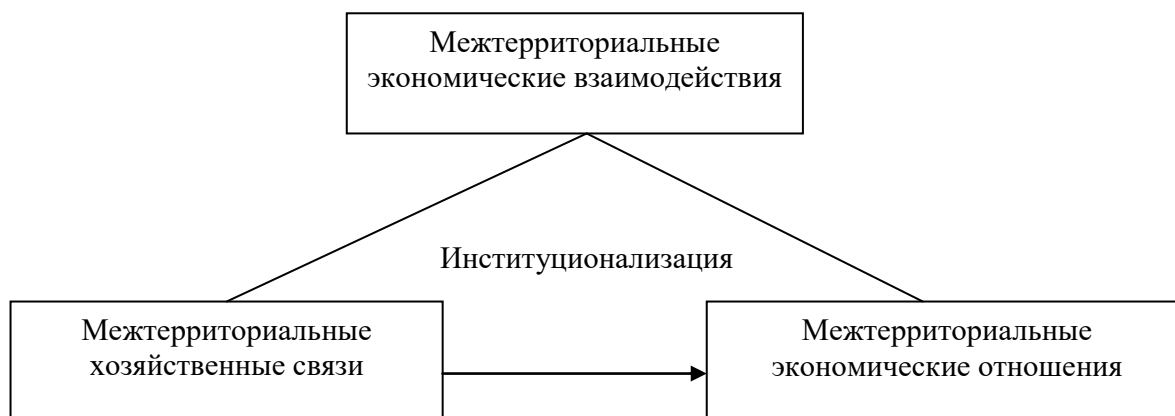 Межтерриториальные
экономические взаимодействия
Институционализация
Межтерриториальные
хозяйственные связи
Межтерриториальные
экономические отношения